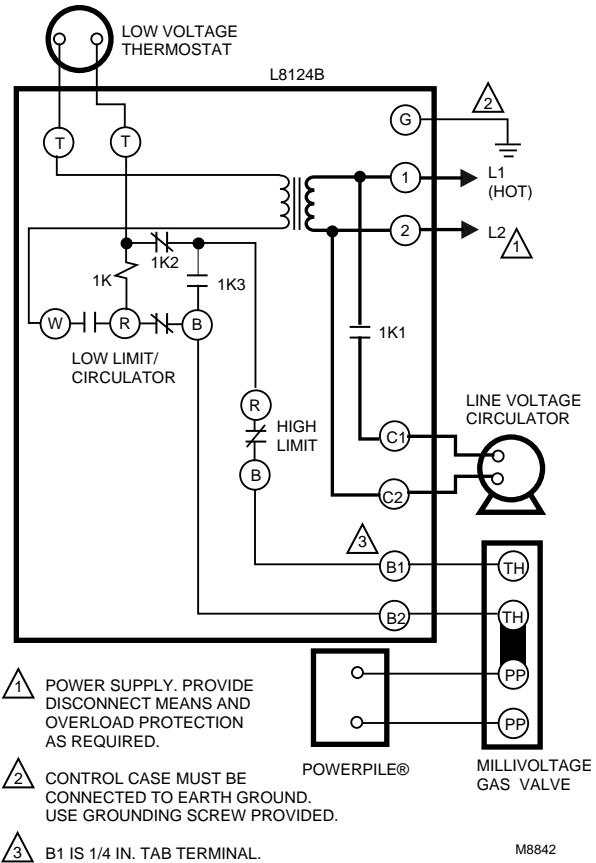 LOW VOLTAGE
THERMOSTAT
L8124B
2
G
T
T
1
L1
(HOT)
2
L2
1
1K2
1K
1K3
W
R
B
1K1
LOW LIMIT/
CIRCULATOR
LINE VOLTAGE
CIRCULATOR
R
HIGH
LIMIT
C1
B
C2
3
B1
TH
B2
TH
PP
PP
1
POWER SUPPLY. PROVIDE
DISCONNECT MEANS AND
OVERLOAD PROTECTION
AS REQUIRED.
POWERPILE®
MILLIVOLTAGE
GAS VALVE
2
CONTROL CASE MUST BE
CONNECTED TO EARTH GROUND.
USE GROUNDING SCREW PROVIDED.
3
B1 IS 1/4 IN. TAB TERMINAL.
M8842